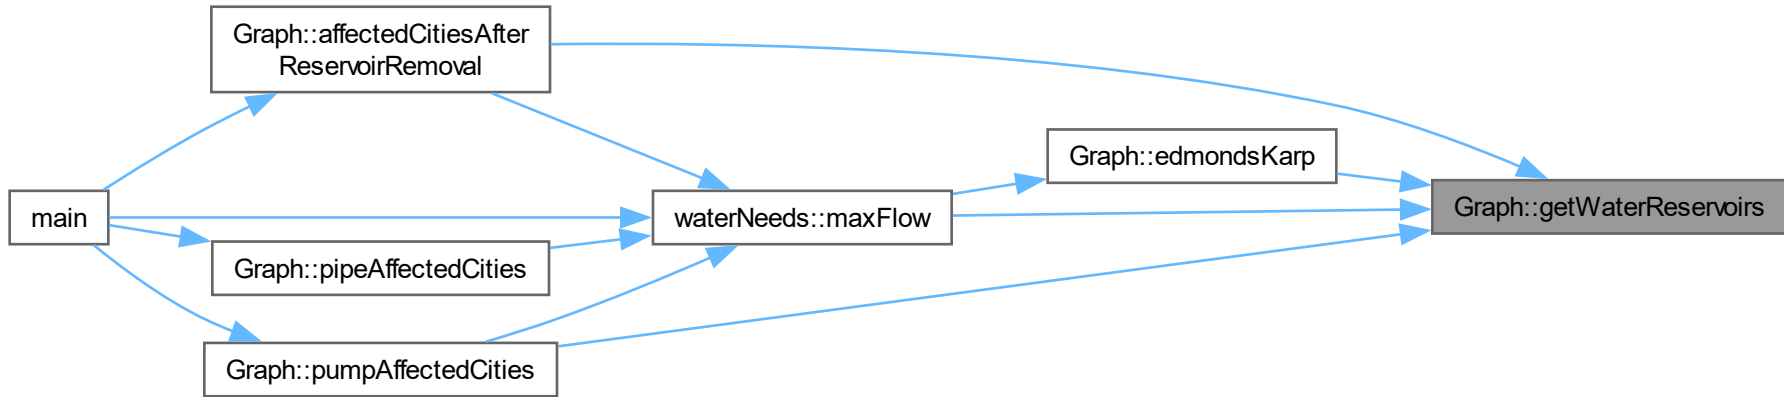 Graph::affectedCitiesAfter
ReservoirRemoval
Graph::edmondsKarp
main
waterNeeds::maxFlow
Graph::getWaterReservoirs
Graph::pipeAffectedCities
Graph::pumpAffectedCities